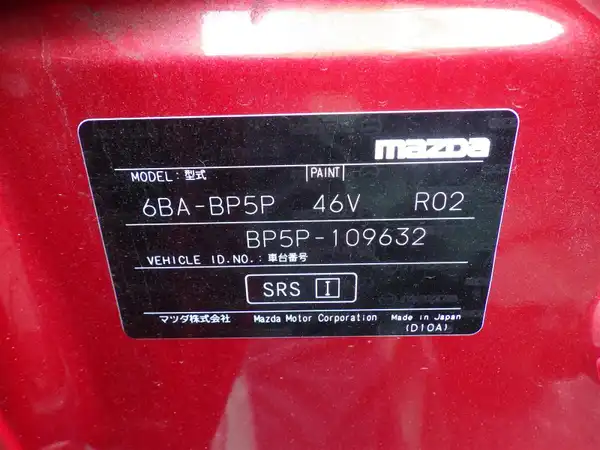 mazda
MODEL:型式 PAINT
6BA-BP5P 46V R02
BP5P-109632
VEHICLE ID.NO.:車台番号
SRS I
マツダ株式会社 Mazda Motor Corporation Made in Japan
(D10A)